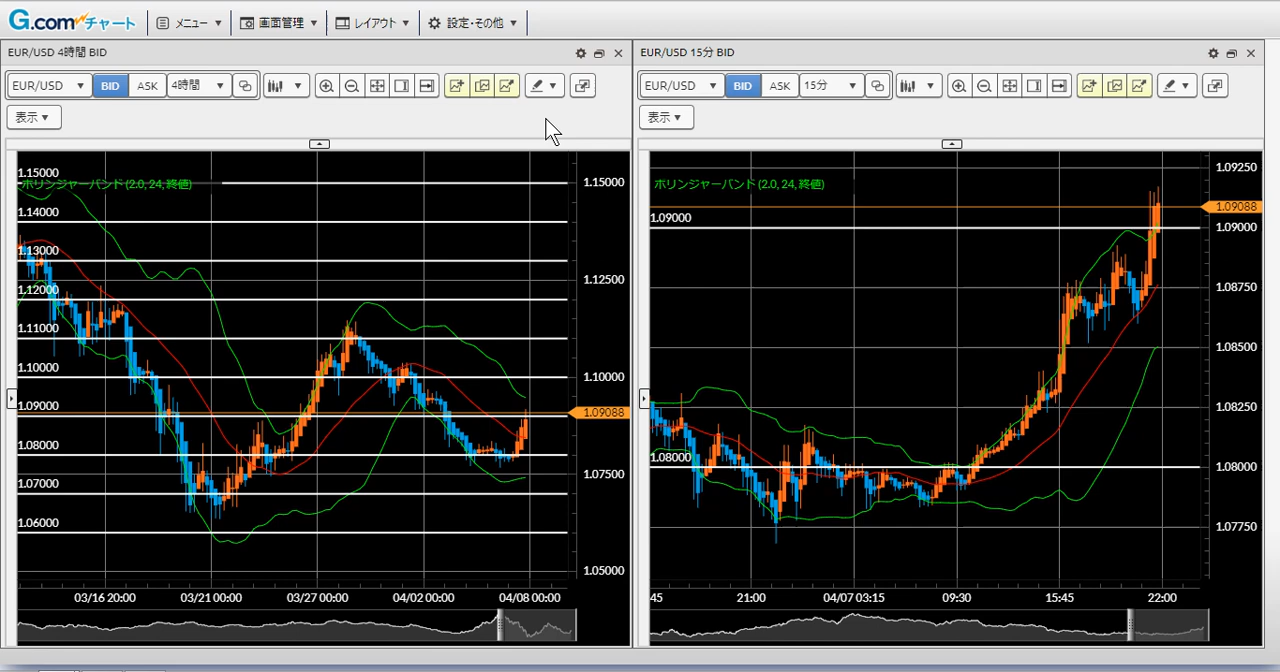 G.comチャート メニュー ▼ 画面管理 ▼ レイアウト ▼ 設定・その他 ▼
EUR/USD 4時間 BID
EUR/USD ▼ BID ASK 4時間 ▼
表示 ▼
ボリンジャーバンド (2.0, 24, 終値)
1.15000
1.14000
1.13000
1.12000
1.11000
1.10000
1.09000
1.08000
1.07000
1.06000
1.15000
1.12500
1.10000
1.09088
1.07500
1.05000
03/16 20:00 03/21 00:00 03/27 00:00 04/02 00:00 04/08 00:00
EUR/USD 15分 BID
EUR/USD ▼ BID ASK 15分 ▼
表示 ▼
ボリンジャーバンド (2.0, 24, 終値)
1.09000
1.08000
1.09250
1.09088
1.09000
1.08750
1.08500
1.08250
1.08000
1.07750
45 21:00 04/07 03:15 09:30 15:45 22:00